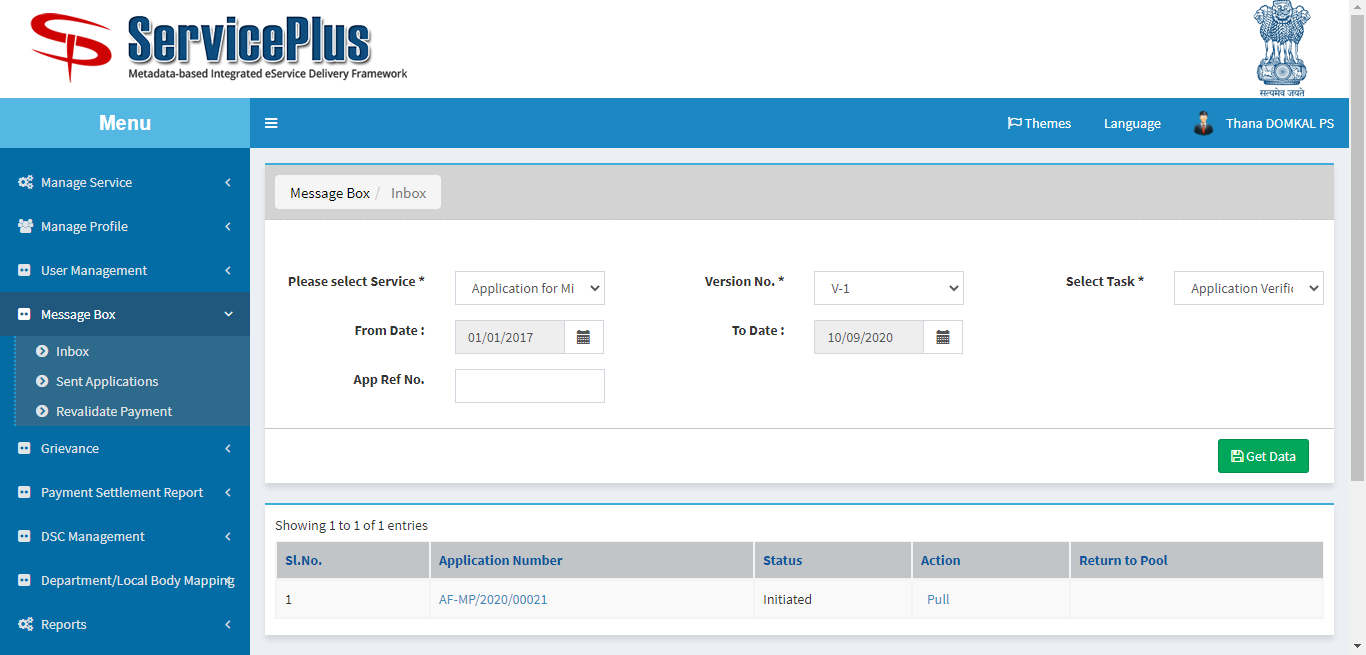 ServicePlus
Metadata-based Integrated eService Delivery Framework
सत्यमेव जयते
Menu
Themes
Language
Thana DOMKAL PS
Manage Service
Manage Profile
User Management
Message Box
Inbox
Sent Applications
Revalidate Payment
Grievance
Payment Settlement Report
DSC Management
Department/Local Body Mapping
Reports
Message Box / Inbox
Please select Service * Application for Mi
Version No. * V-1
Select Task * Application Verific
From Date : 01/01/2017
To Date : 10/09/2020
App Ref No.
Get Data
Showing 1 to 1 of 1 entries
Sl.No. Application Number Status Action Return to Pool
1 AF-MP/2020/00021 Initiated Pull